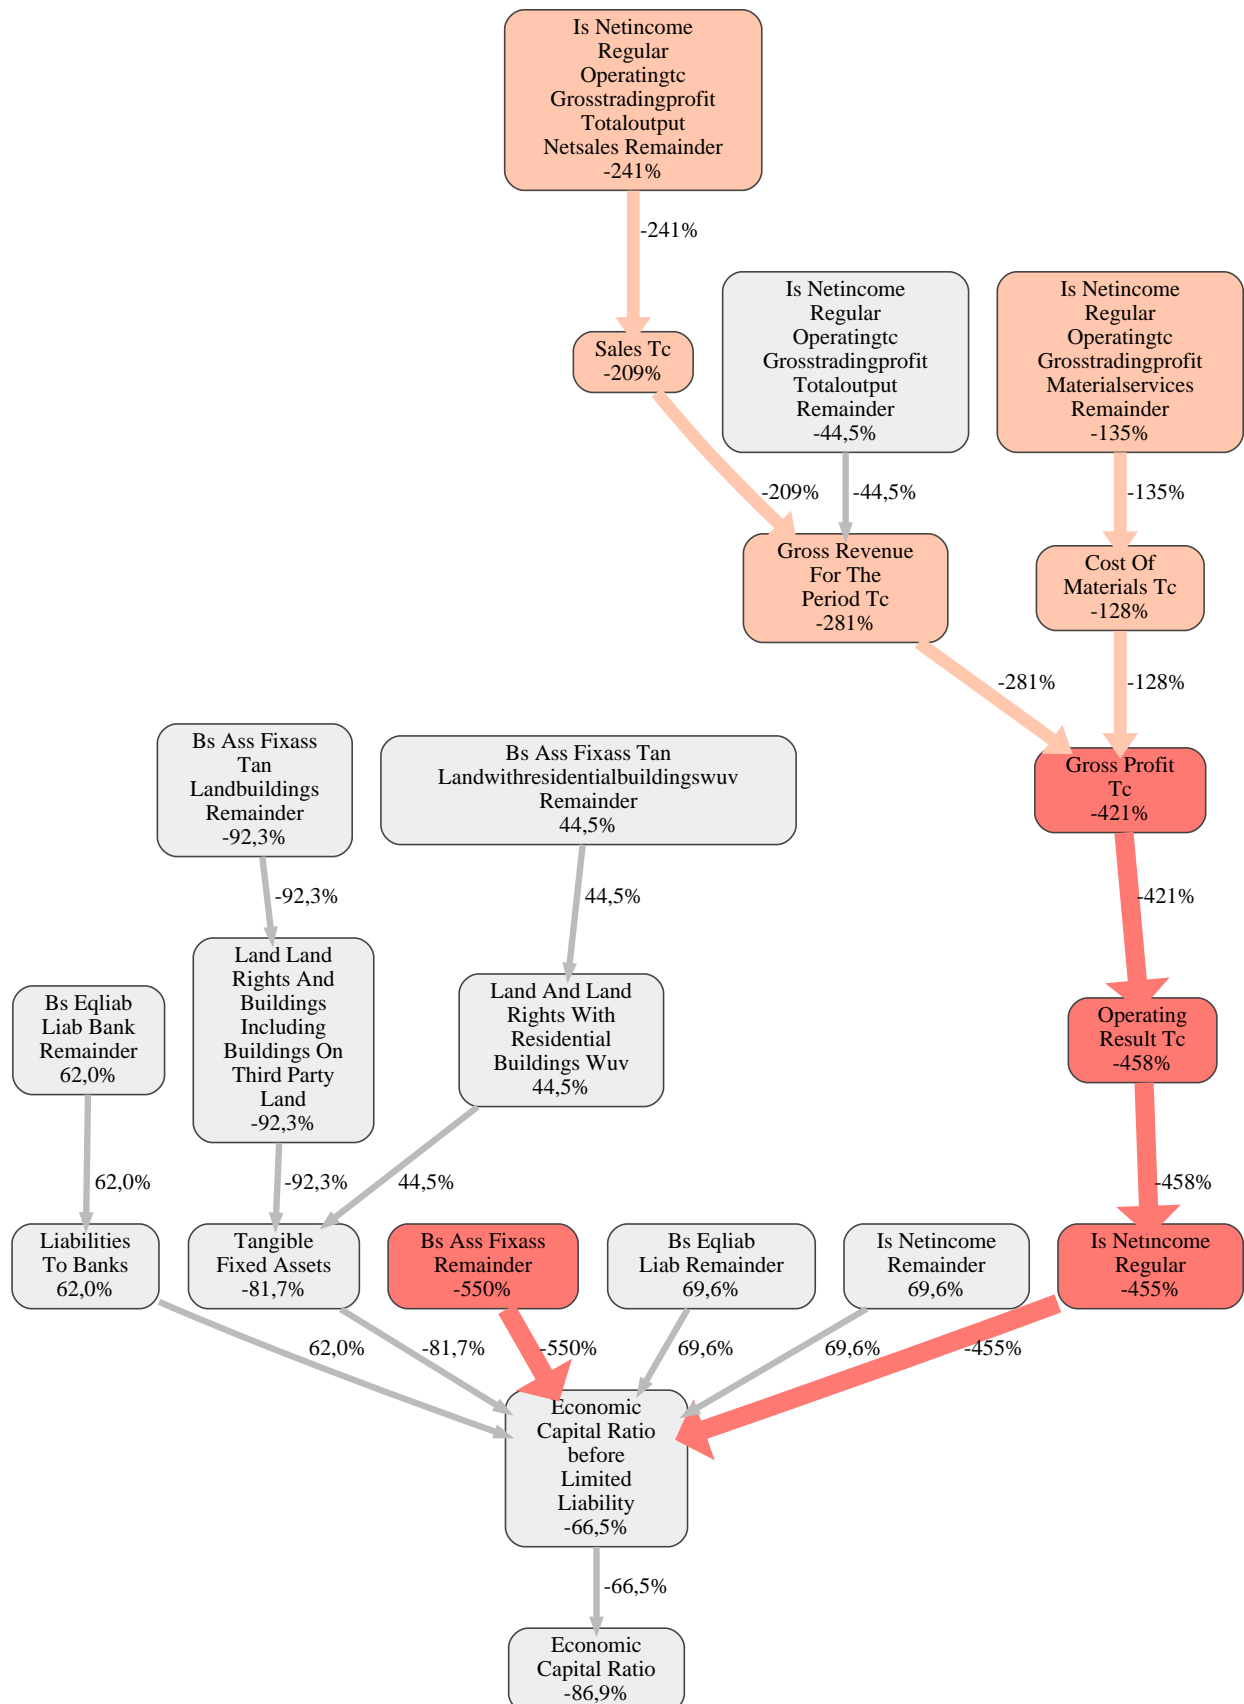 Is Netincome
Regular
Operatingtc
Grosstradingprofit
Totaloutput
Netsales Remainder
-241%
-241%
Is Netincome
Regular
Operatingtc
Grosstradingprofit
Totaloutput
Remainder
-44,5%
Is Netincome
Regular
Operatingtc
Grosstradingprofit
Materialservices
Remainder
-135%
Sales Tc
-209%
-209%
-44,5%
-135%
Gross Revenue
For The
Period Tc
-281%
Cost Of
Materials Tc
-128%
-281%
-128%
Bs Ass Fixass
Tan
Landbuildings
Remainder
-92,3%
Bs Ass Fixass Tan
Landwithresidentialbuildingswuv
Remainder
44,5%
Gross Profit
Tc
-421%
-92,3%
44,5%
-421%
Bs Eqliab
Liab Bank
Remainder
62,0%
Land Land
Rights And
Buildings
Including
Buildings On
Third Party
Land
-92,3%
Land And Land
Rights With
Residential
Buildings Wuv
44,5%
Operating
Result Tc
-458%
62,0%
-92,3%
44,5%
-458%
Liabilities
To Banks
62,0%
Tangible
Fixed Assets
-81,7%
Bs Ass Fixass
Remainder
-550%
Bs Eqliab
Liab Remainder
69,6%
Is Netincome
Remainder
69,6%
Is Netincome
Regular
-455%
62,0%
-81,7%
-550%
69,6%
69,6%
-455%
Economic
Capital Ratio
before
Limited
Liability
-66,5%
-66,5%
Economic
Capital Ratio
-86,9%